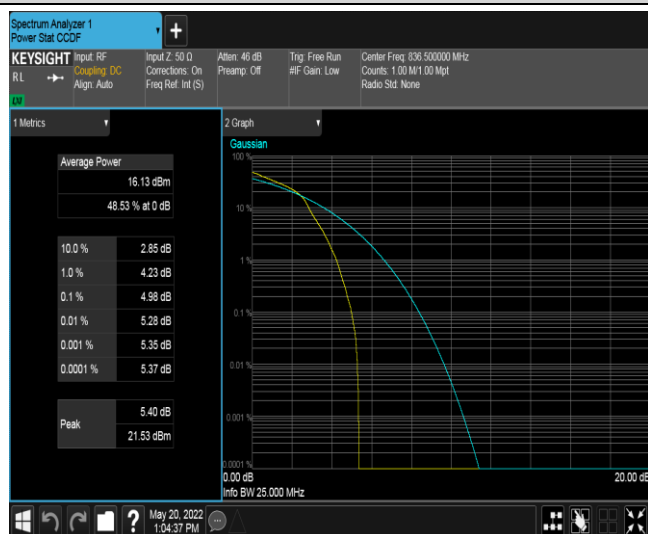 Spectrum Analyzer 1
Power Stat CCDF
+
KEYSIGHT
RL
LXI
Input: RF
Coupling: DC
Align: Auto
Input Z: 50 Ω
Corrections: On
Freq Ref: Int (S)
Atten: 46 dB
Preamp: Off
Trig: Free Run
#IF Gain: Low
Center Freq: 836.500000 MHz
Counts: 1.00 M/1.00 Mpt
Radio Std: None
1 Metrics
Average Power
16.13 dBm
48.53 % at 0 dB
10.0 % 2.85 dB
1.0 % 4.23 dB
0.1 % 4.98 dB
0.01 % 5.28 dB
0.001 % 5.35 dB
0.0001 % 5.37 dB
Peak
5.40 dB
21.53 dBm
2 Graph
Gaussian
100 %
10 %
1 %
0.1 %
0.01 %
0.001 %
0.0001 %
0.00 dB
20.00 dB
Info BW 25.000 MHz
?
May 20, 2022
1:04:37 PM